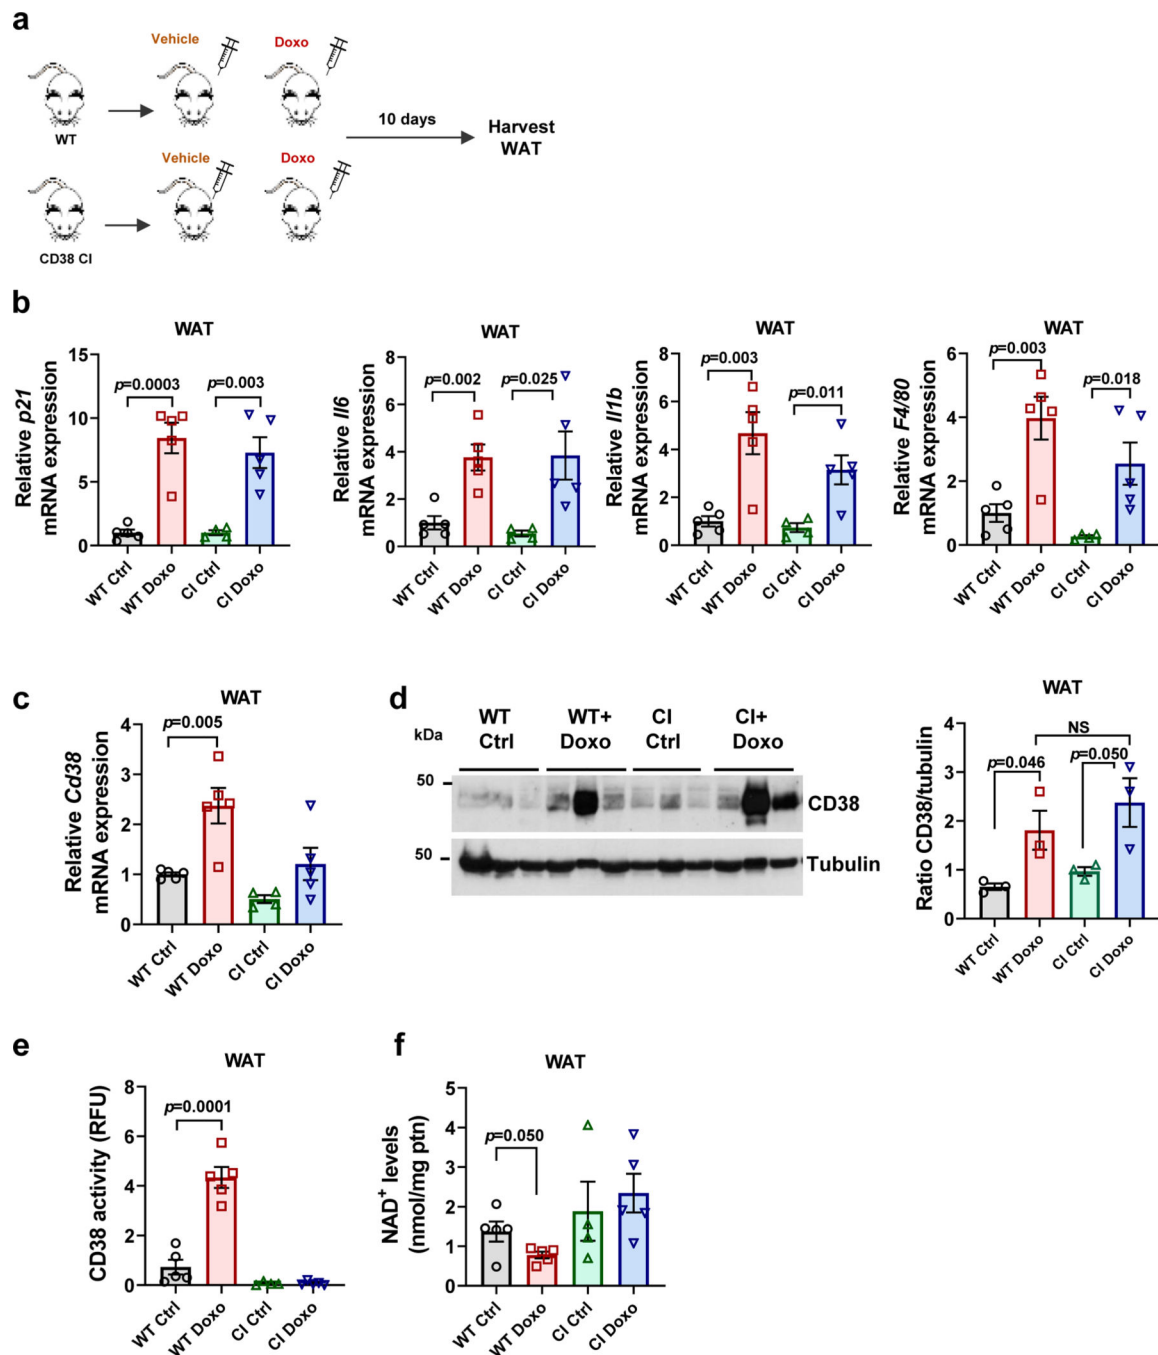 a
Vehicle
Doxo
WT
10 days
Harvest
WAT
Vehicle
Doxo
CD38 CI
b
WAT
Relative p21
mRNA expression
15
10
5
0
p=0.0003
p=0.003
WT Ctrl
WT Doxo
CI Ctrl
CI Doxo
WAT
Relative Il6
mRNA expression
8
6
4
2
0
p=0.002
p=0.025
WT Ctrl
WT Doxo
CI Ctrl
CI Doxo
WAT
Relative Il1b
mRNA expression
8
6
4
2
0
p=0.003
p=0.011
WT Ctrl
WT Doxo
CI Ctrl
CI Doxo
WAT
Relative F4/80
mRNA expression
6
4
2
0
p=0.003
p=0.018
WT Ctrl
WT Doxo
CI Ctrl
CI Doxo
c
WAT
Relative Cd38
mRNA expression
4
3
2
1
0
p=0.005
WT Ctrl
WT Doxo
CI Ctrl
CI Doxo
d
kDa
WT
Ctrl
WT+
Doxo
CI
Ctrl
CI+
Doxo
50
CD38
50
Tubulin
WAT
Ratio CD38/tubulin
4
3
2
1
0
NS
p=0.046
p=0.050
WT Ctrl
WT Doxo
CI Ctrl
CI Doxo
e
WAT
CD38 activity (RFU)
8
6
4
2
0
p=0.0001
WT Ctrl
WT Doxo
CI Ctrl
CI Doxo
f
WAT
NAD+ levels
(nmol/mg ptn)
5
4
3
2
1
0
p=0.050
WT Ctrl
WT Doxo
CI Ctrl
CI Doxo